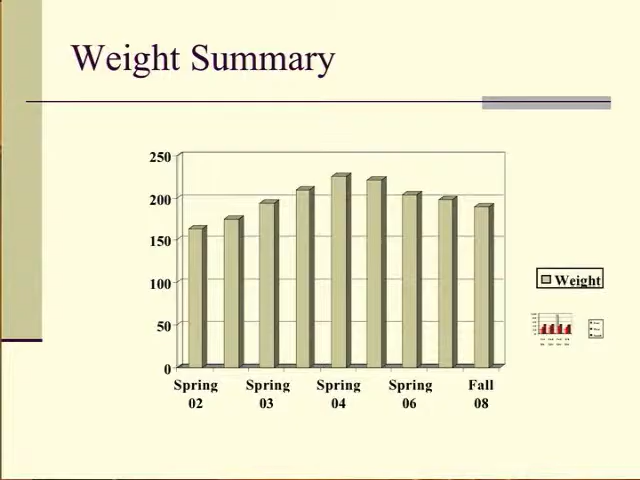 Weight Summary
250
200
150
100
50
0
Spring 02
Spring 03
Spring 04
Spring 06
Fall 08
Weight